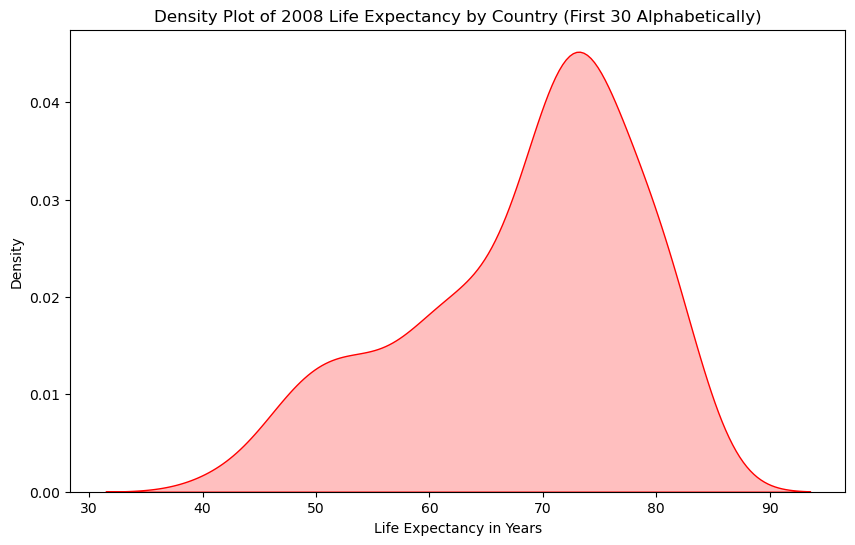 Density Plot of 2008 Life Expectancy by Country (First 30 Alphabetically)
0.04
0.03
0.02
0.01
0.00
Density
30 40 50 60 70 80 90
Life Expectancy in Years